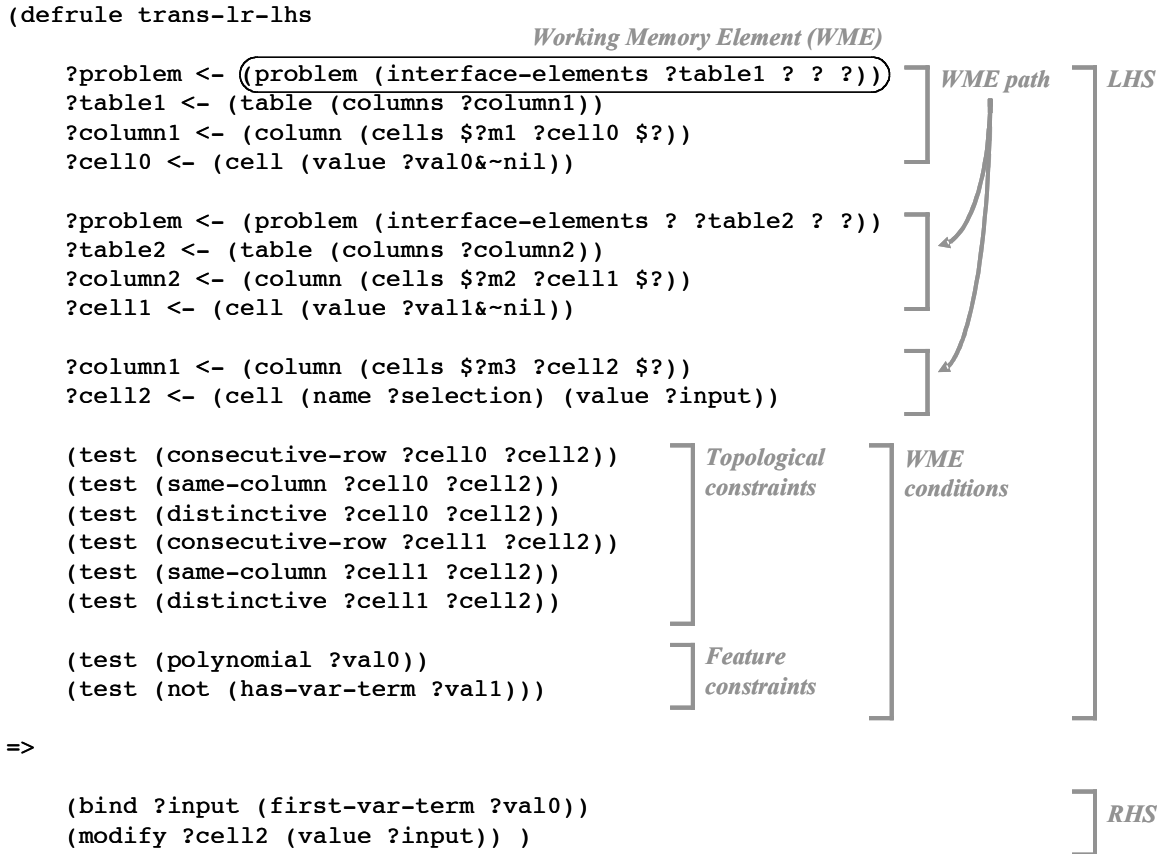 (defrule trans-lr-lhs
Working Memory Element (WME)
?problem <- (problem (interface-elements ?table1 ? ? ?))
WME path
LHS
?table1 <- (table (columns ?column1))
?column1 <- (column (cells $?m1 ?cell0 $?))
?cell0 <- (cell (value ?val0&~nil))
?problem <- (problem (interface-elements ? ?table2 ? ?))
?table2 <- (table (columns ?column2))
?column2 <- (column (cells $?m2 ?cell1 $?))
?cell1 <- (cell (value ?val1&~nil))
?column1 <- (column (cells $?m3 ?cell2 $?))
?cell2 <- (cell (name ?selection) (value ?input))
(test (consecutive-row ?cell0 ?cell2))
(test (same-column ?cell0 ?cell2))
(test (distinctive ?cell0 ?cell2))
(test (consecutive-row ?cell1 ?cell2))
(test (same-column ?cell1 ?cell2))
(test (distinctive ?cell1 ?cell2))
Topological
constraints
WME
conditions
(test (polynomial ?val0))
(test (not (has-var-term ?val1)))
Feature
constraints
=>
(bind ?input (first-var-term ?val0))
(modify ?cell2 (value ?input)) )
RHS